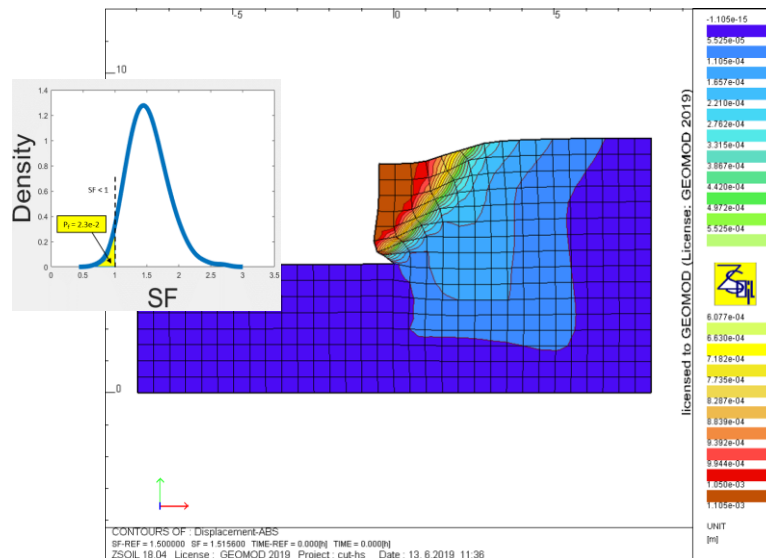 -5 0 5
10
0
1.4
1.2
1
0.8
0.6
0.4
0.2
0
0 0.5 1 1.5 2 2.5 3 3.5
Density
SF < 1
Pf = 2.3e-2
SF
licensed to GEOMOD (License: GEOMOD 2019)
-1.105e-15
5.525e-05
1.105e-04
1.657e-04
2.210e-04
2.762e-04
3.315e-04
3.867e-04
4.420e-04
4.972e-04
5.525e-04
ZSoil
6.077e-04
6.630e-04
7.182e-04
7.735e-04
8.287e-04
8.839e-04
9.392e-04
9.944e-04
1.050e-03
1.105e-03
UNIT
[m]
CONTOURS OF : Displacement-ABS
SF-REF = 1.500000 SF = 1.515600 TIME-REF = 0.000[h] TIME = 0.000[h]
ZSOIL 18.04 License : GEOMOD 2019 Project : cut-hs Date : 13. 6.2019 11:36